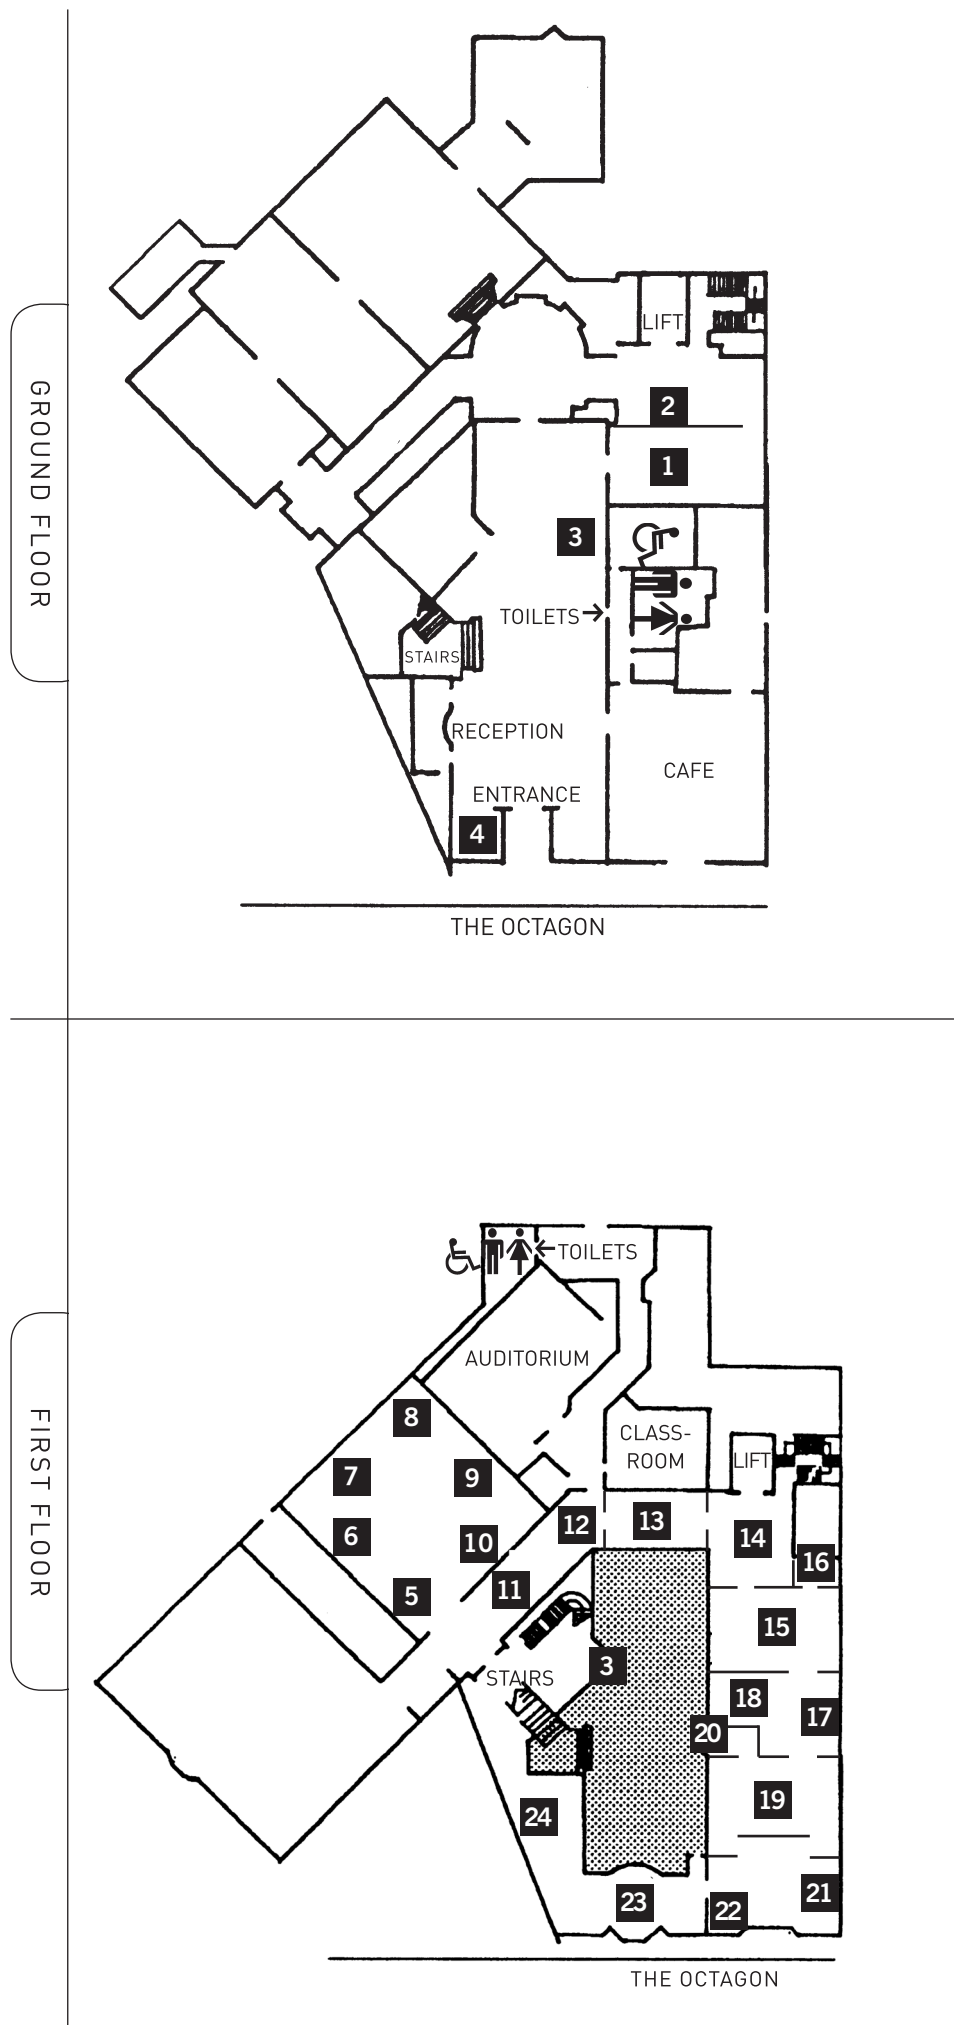 GROUND FLOOR
LIFT
2
1
3
TOILETS
STAIRS
RECEPTION
CAFE
ENTRANCE
4
THE OCTAGON
FIRST FLOOR
TOILETS
AUDITORIUM
8
CLASS-
ROOM
LIFT
7
9
6
10
12
13
14
16
5
11
15
3
STAIRS
18
17
20
19
24
21
23
22
THE OCTAGON